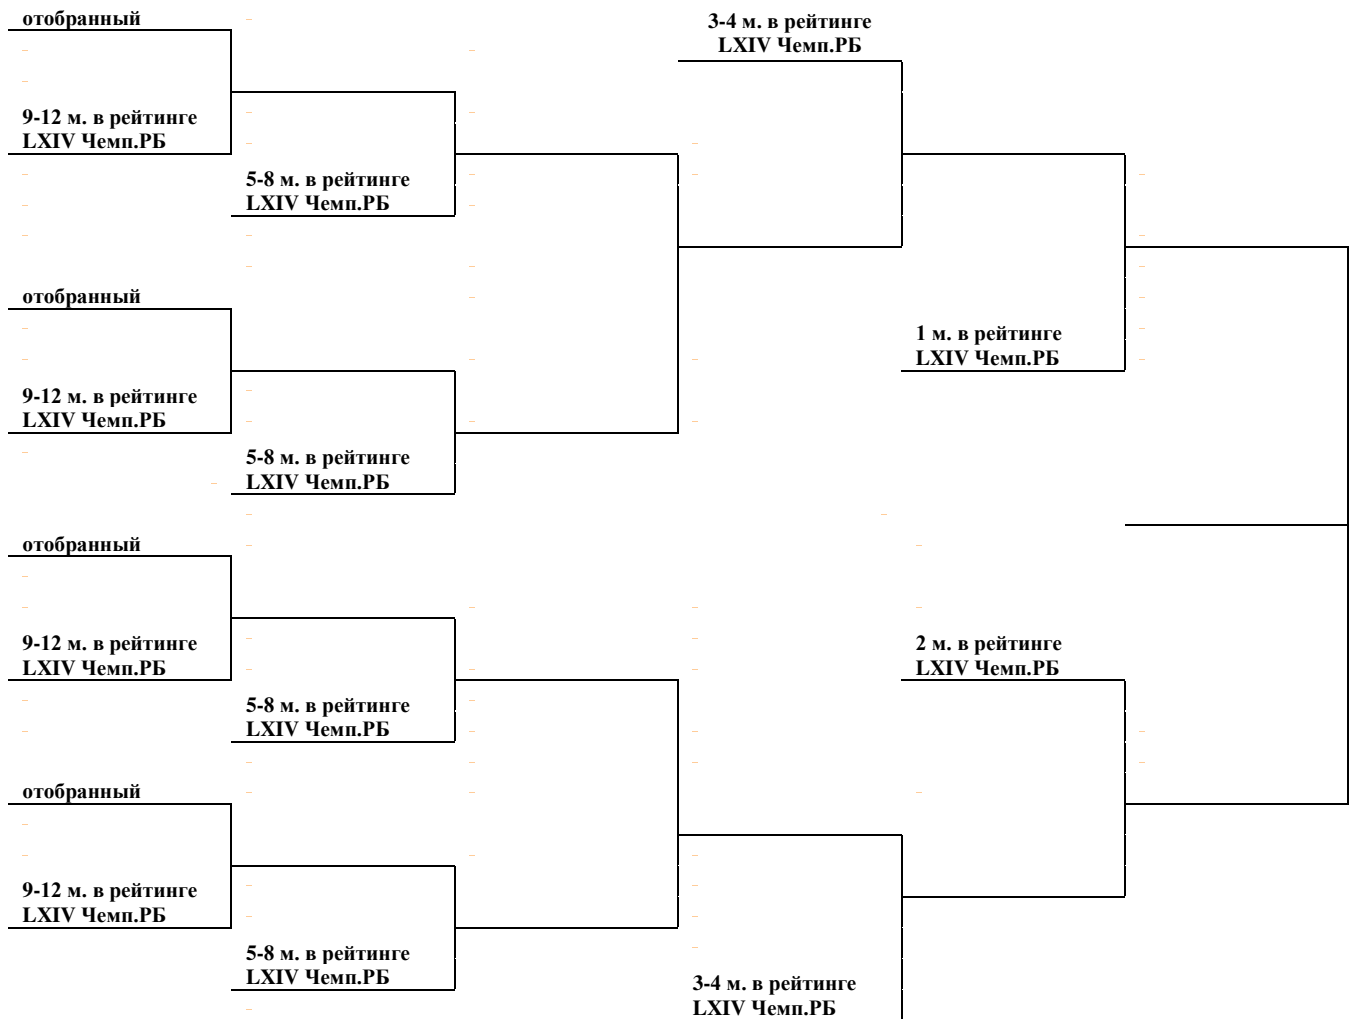 отобранный
3-4 м. в рейтинге
LXIV Чемп.РБ
9-12 м. в рейтинге
LXIV Чемп.РБ
5-8 м. в рейтинге
LXIV Чемп.РБ
отобранный
1 м. в рейтинге
LXIV Чемп.РБ
9-12 м. в рейтинге
LXIV Чемп.РБ
5-8 м. в рейтинге
LXIV Чемп.РБ
отобранный
9-12 м. в рейтинге
LXIV Чемп.РБ
2 м. в рейтинге
LXIV Чемп.РБ
5-8 м. в рейтинге
LXIV Чемп.РБ
отобранный
9-12 м. в рейтинге
LXIV Чемп.РБ
5-8 м. в рейтинге
LXIV Чемп.РБ
3-4 м. в рейтинге
LXIV Чемп.РБ